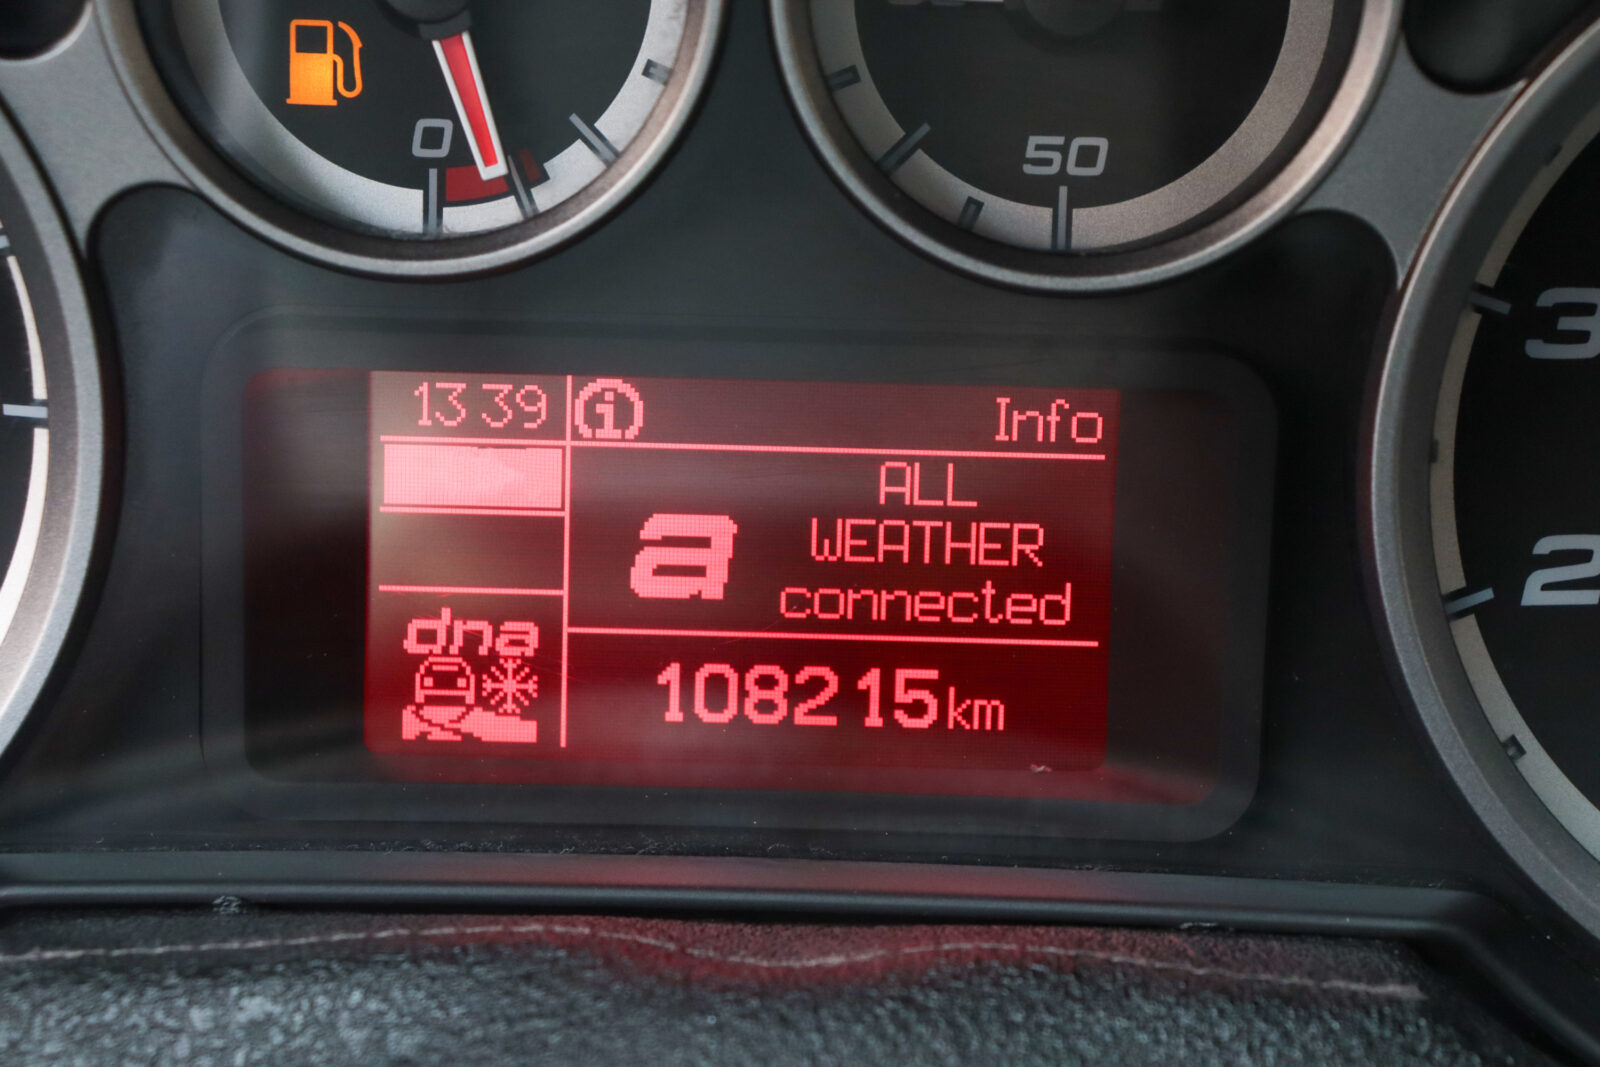 0
50
3
2
13 39
Info
ALL
a
WEATHER
connected
dna
108215km